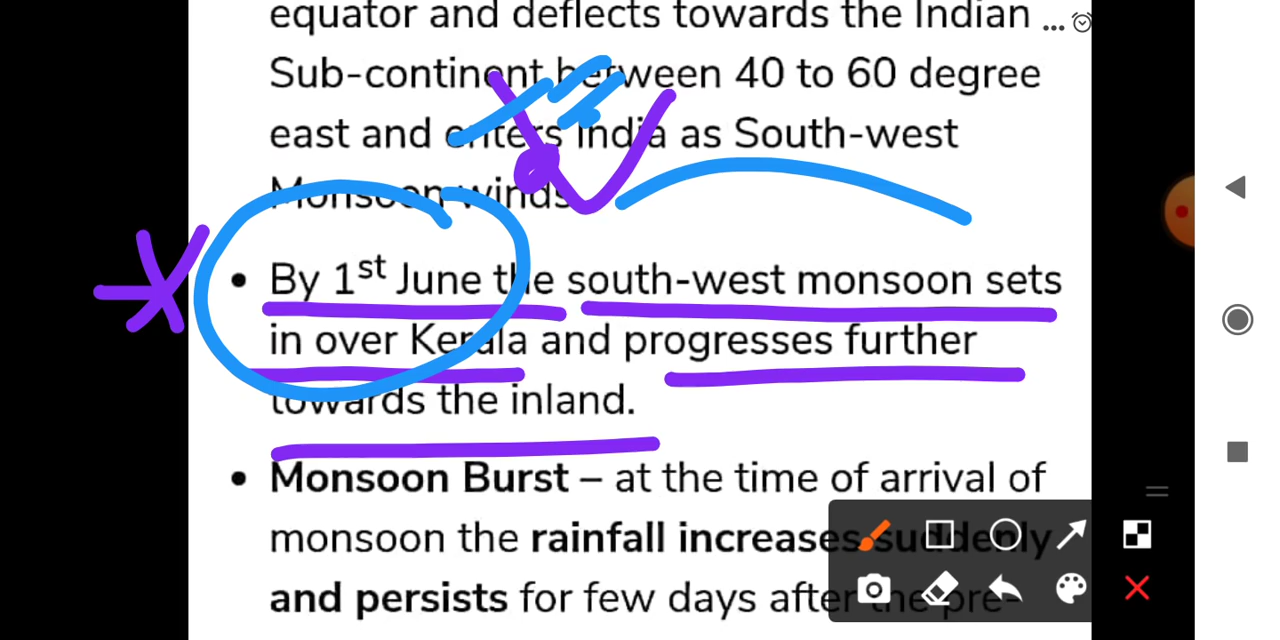 equator and deflects towards the Indian
Sub-continent between 40 to 60 degree
east and enters India as South-west
Monsoon winds.
• By 1st June the south-west monsoon sets
in over Kerala and progresses further
towards the inland.
• Monsoon Burst – at the time of arrival of
monsoon the rainfall increases suddenly
and persists for few days after the pre-